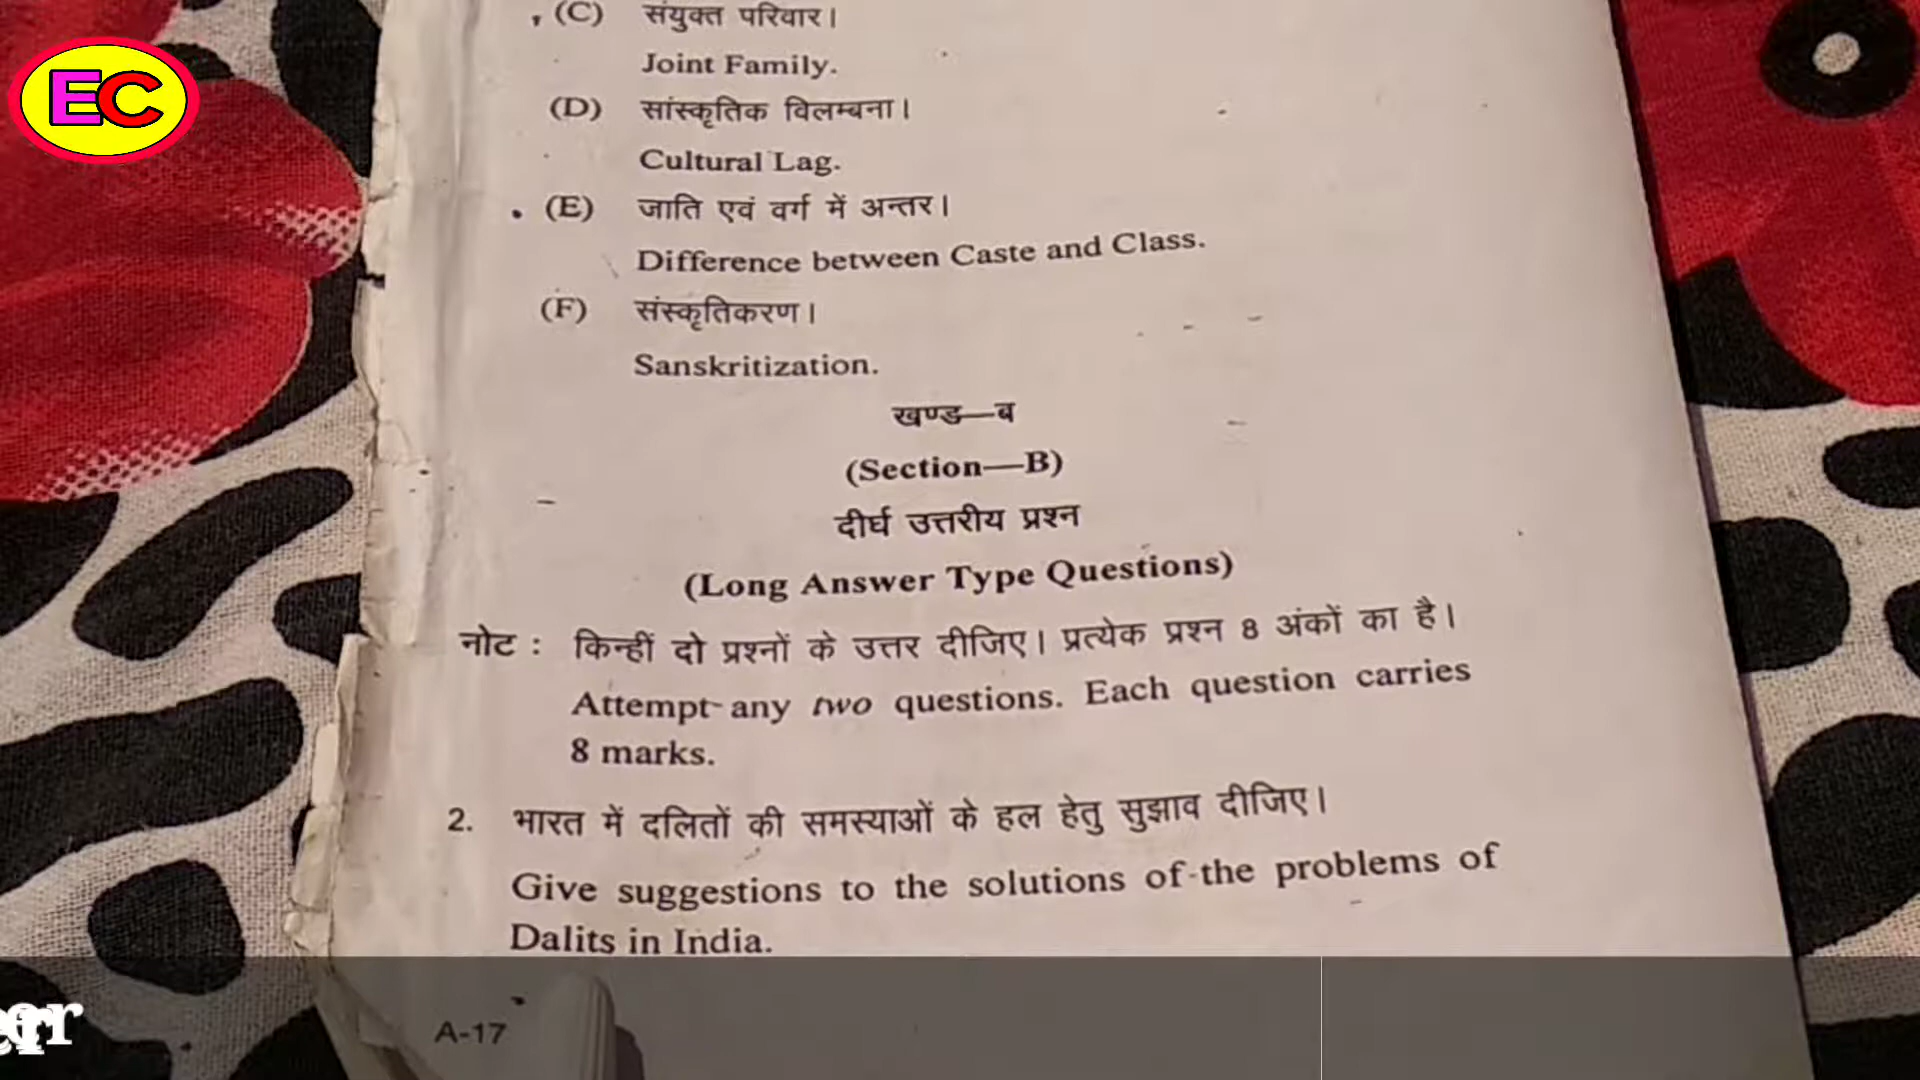 EC
(C) संयुक्त परिवार।
Joint Family.
(D) सांस्कृतिक विलम्बना।
Cultural Lag.
(E) जाति एवं वर्ग में अन्तर।
Difference between Caste and Class.
(F) संस्कृतिकरण।
Sanskritization.
खण्ड—ब
(Section—B)
दीर्घ उत्तरीय प्रश्न
(Long Answer Type Questions)
नोट : किन्हीं दो प्रश्नों के उत्तर दीजिए। प्रत्येक प्रश्न 8 अंकों का है।
Attempt any two questions. Each question carries
8 marks.
2. भारत में दलितों की समस्याओं के हल हेतु सुझाव दीजिए।
Give suggestions to the solutions of the problems of
Dalits in India.
A-17